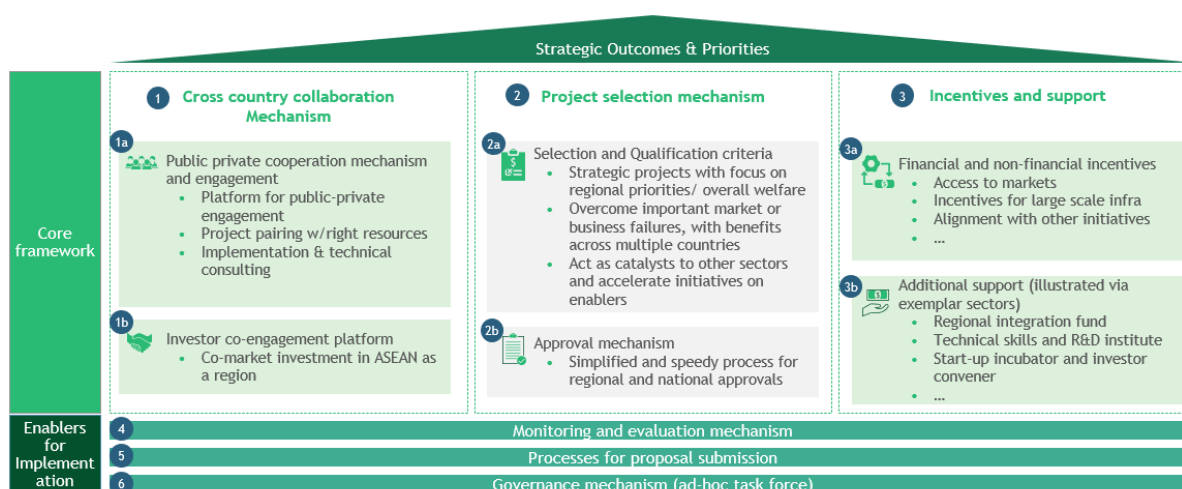 Strategic Outcomes & Priorities
Core
framework
1
Cross country collaboration
Mechanism
1a
Public private cooperation mechanism
and engagement
• Platform for public-private
engagement
• Project pairing w/right resources
• Implementation & technical
consulting
1b
Investor co-engagement platform
• Co-market investment in ASEAN as
a region
2
Project selection mechanism
2a
Selection and Qualification criteria
• Strategic projects with focus on
regional priorities/ overall welfare
• Overcome important market or
business failures, with benefits
across multiple countries
• Act as catalysts to other sectors
and accelerate initiatives on
enablers
2b
Approval mechanism
• Simplified and speedy process for
regional and national approvals
3
Incentives and support
3a
Financial and non-financial incentives
• Access to markets
• Incentives for large scale infra
• Alignment with other initiatives
• ...
3b
Additional support (illustrated via
exemplar sectors)
• Regional integration fund
• Technical skills and R&D institute
• Start-up incubator and investor
convener
• ...
Enablers
for
Implement
ation
4
Monitoring and evaluation mechanism
5
Processes for proposal submission
6
Governance mechanism (ad-hoc task force)